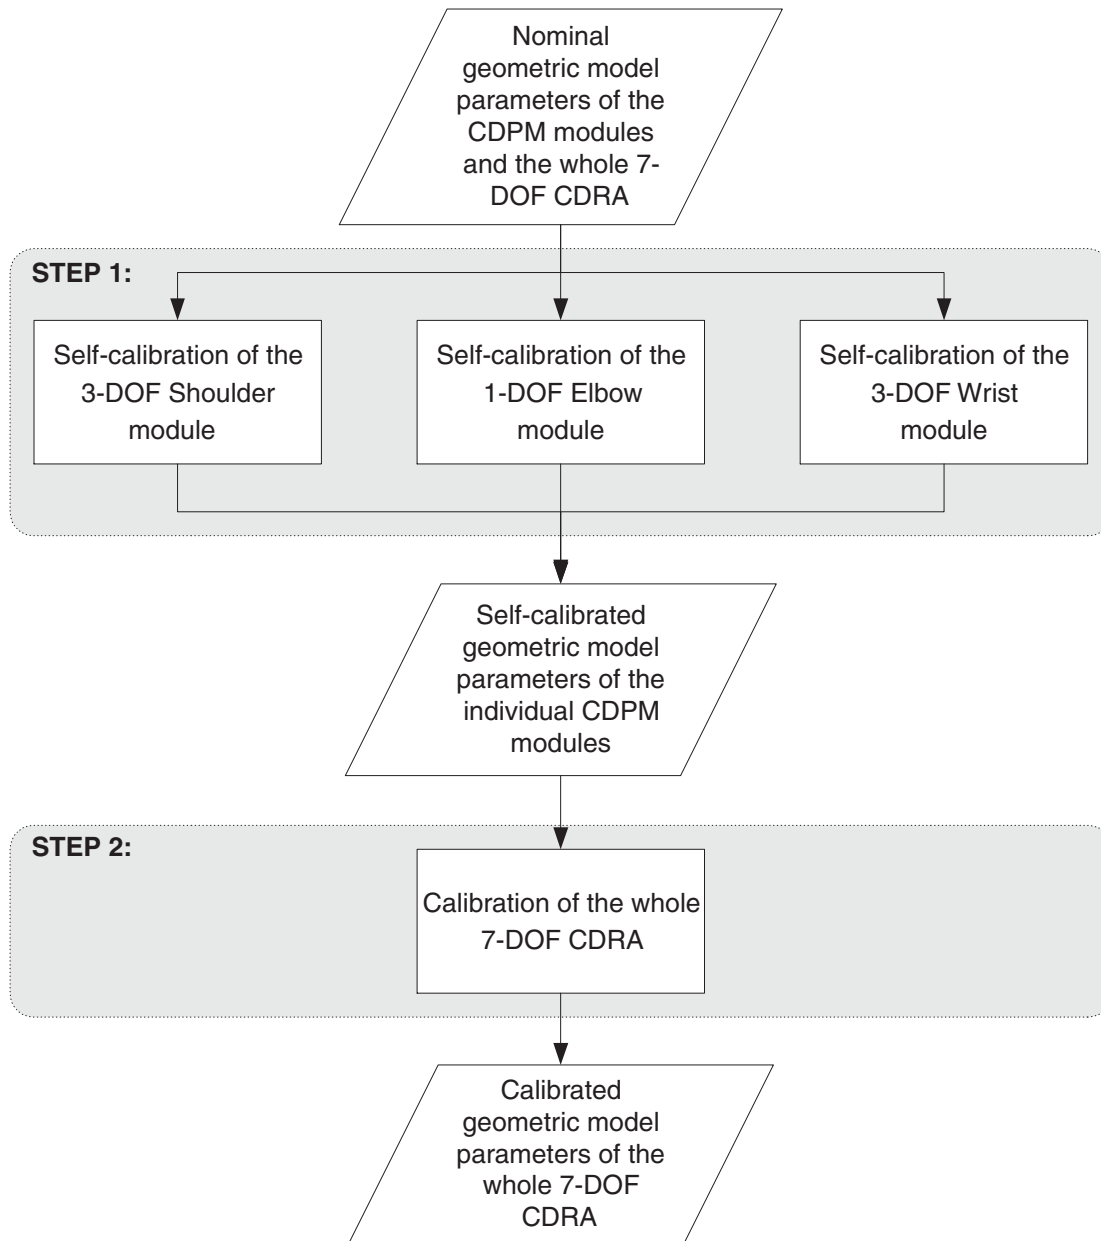 Nominal
geometric model
parameters of the
CDPM modules
and the whole 7-
DOF CDRA
STEP 1:
Self-calibration of the
3-DOF Shoulder
module
Self-calibration of the
1-DOF Elbow
module
Self-calibration of the
3-DOF Wrist
module
Self-calibrated
geometric model
parameters of the
individual CDPM
modules
STEP 2:
Calibration of the whole
7-DOF CDRA
Calibrated
geometric model
parameters of the
whole 7-DOF
CDRA